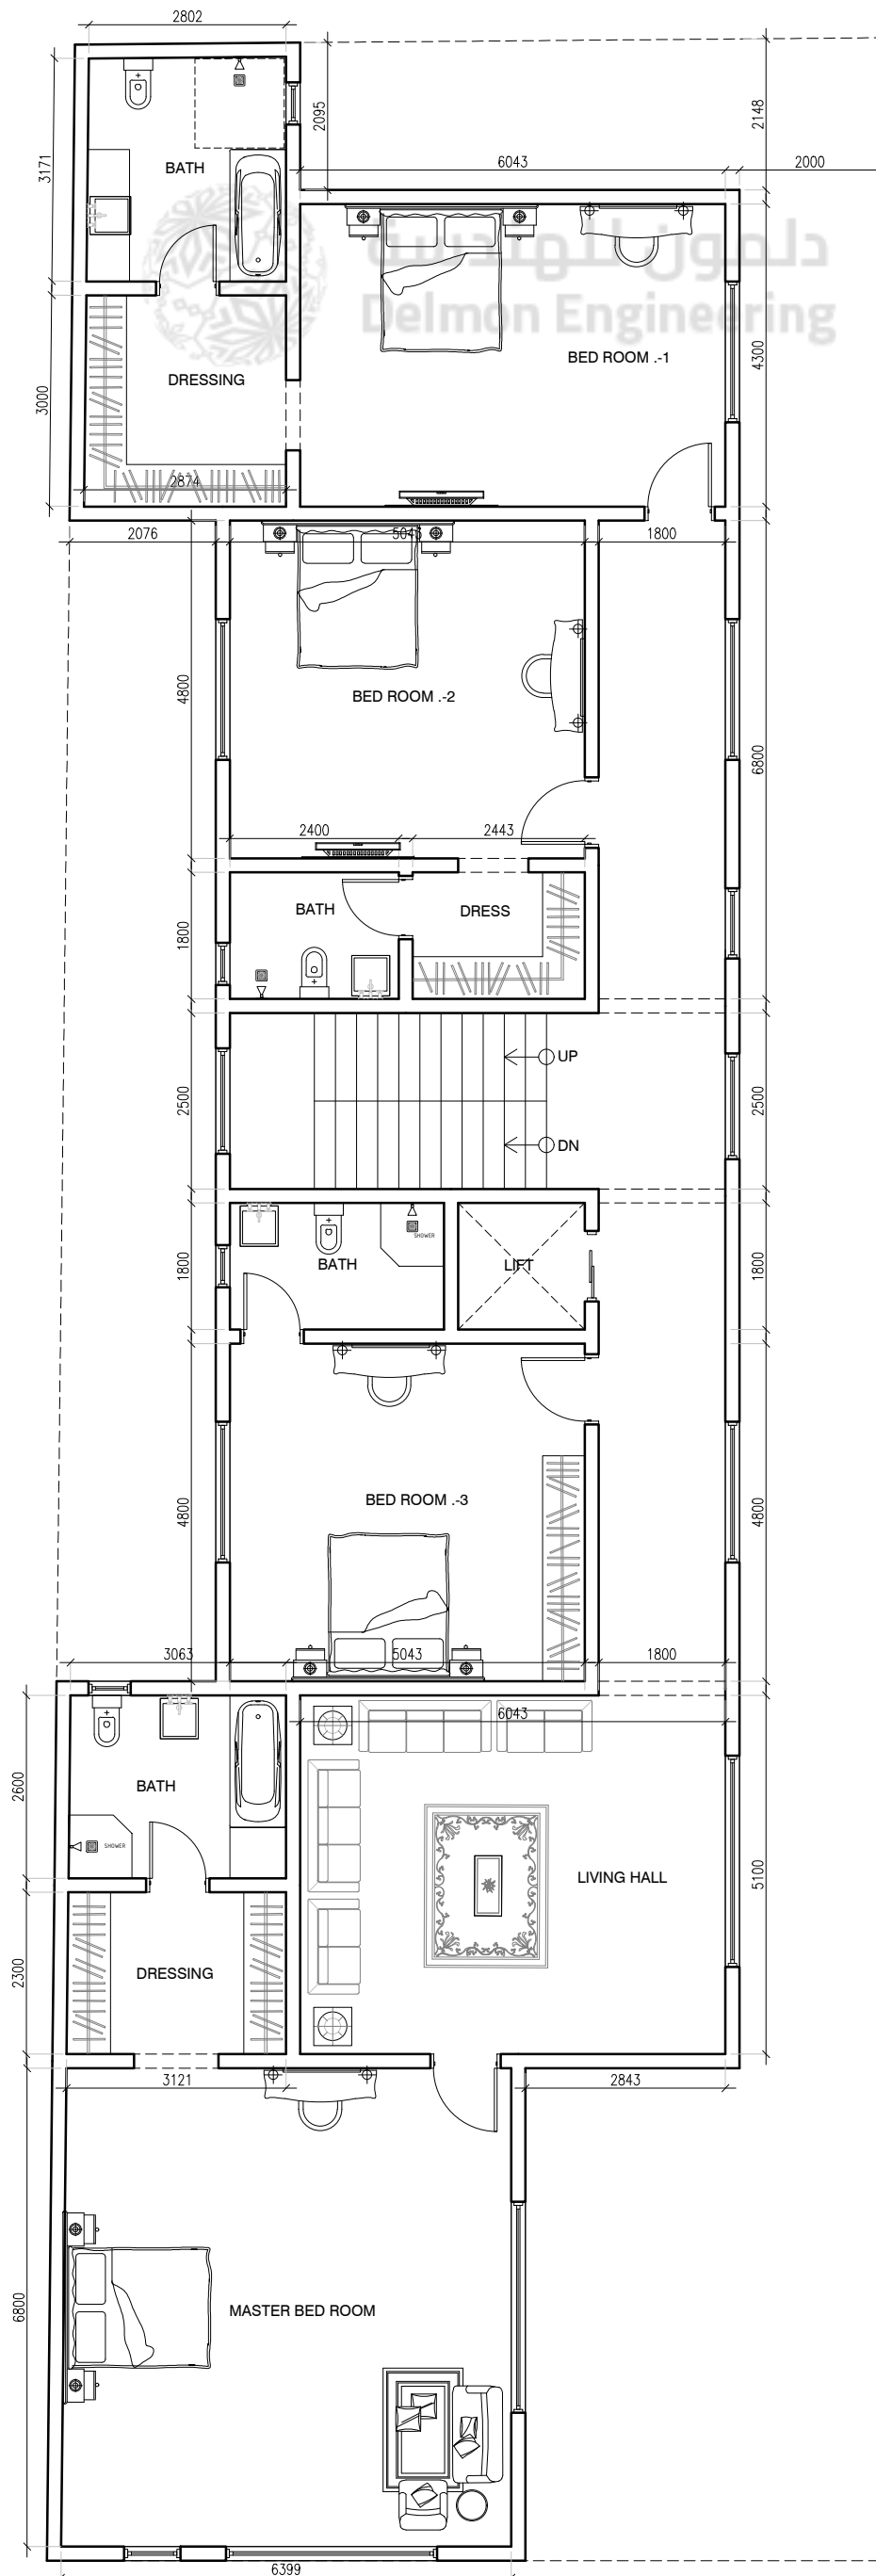 2802
2095
2148
3171
BATH
6043
2000
دلمون للهندسة
Delmon Engineering
BED ROOM .-1
4300
DRESSING
3000
2874
2076
5043
1800
4800
BED ROOM .-2
6800
2400
2443
BATH
DRESS
1800
UP
2500
2500
DN
SHOWER
BATH
LIFT
1800
1800
BED ROOM .-3
4800
4800
3063
5043
1800
6043
BATH
2600
SHOWER
LIVING HALL
5100
DRESSING
2300
3121
2843
MASTER BED ROOM
6800
6399